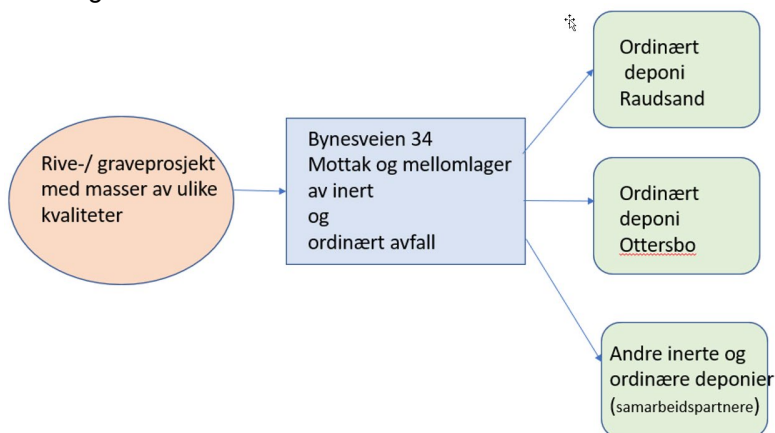 Rive-/ graveprosjekt
med masser av ulike
kvaliteter
Bynesveien 34
Mottak og mellomlager
av inert
og
ordinært avfall
Ordinært
deponi
Raudsand
Ordinært
deponi
Ottersbo
Andre inerte og
ordinære deponier
(samarbeidspartnere)